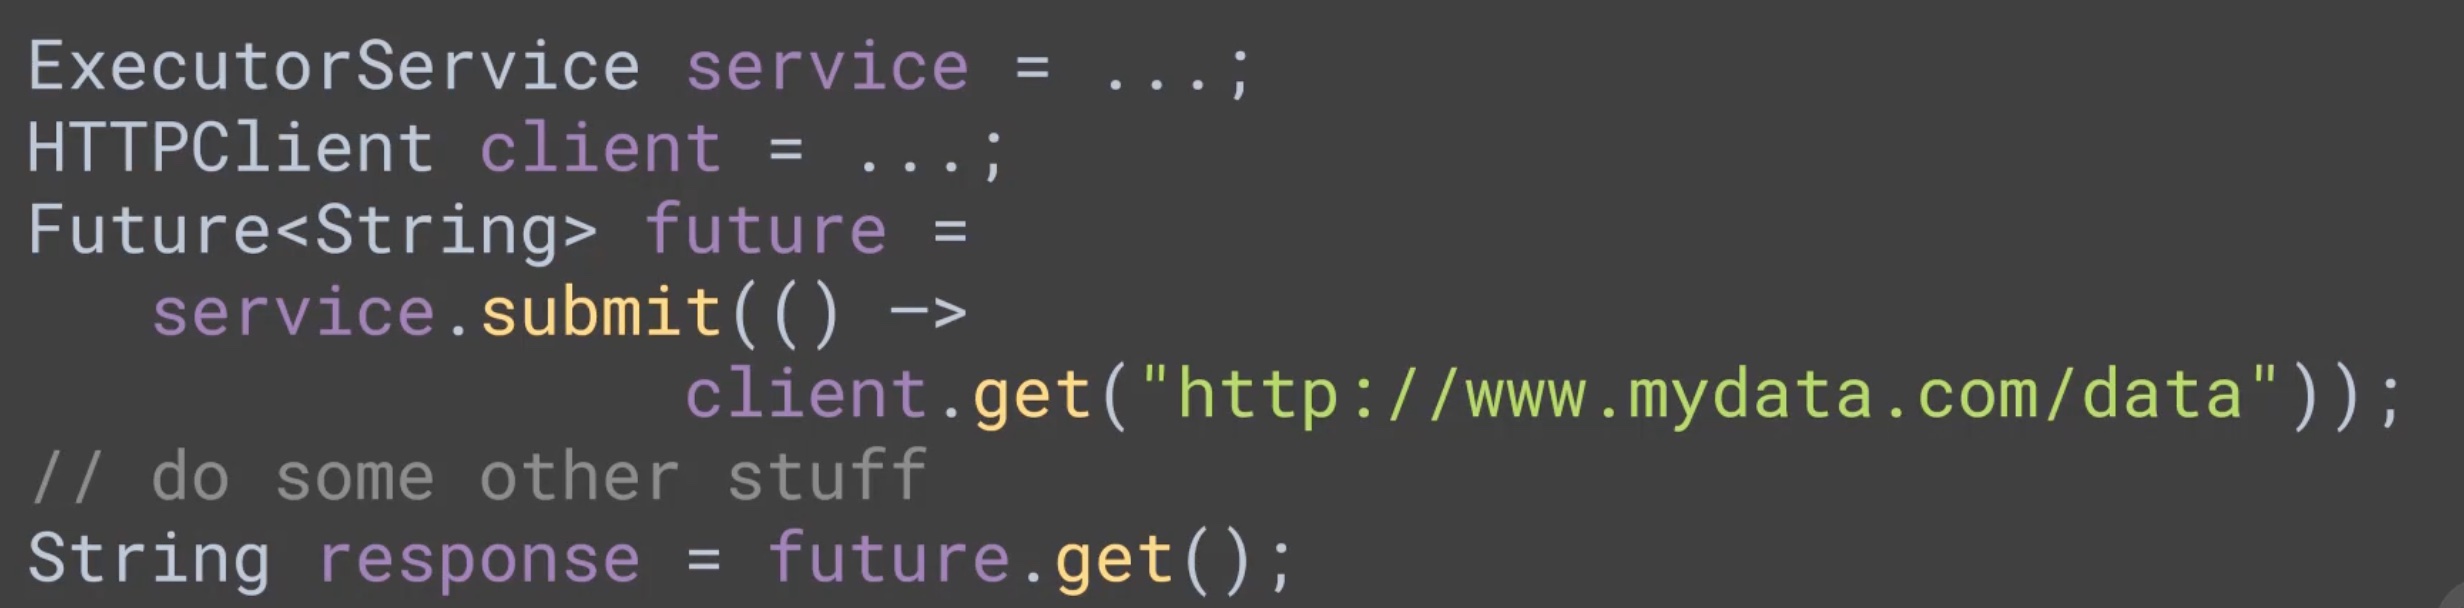 ExecutorService service = ...;
HTTPClient client = ...;
Future<String> future =
service.submit(() ->
client.get("http://www.mydata.com/data"));
// do some other stuff
String response = future.get();